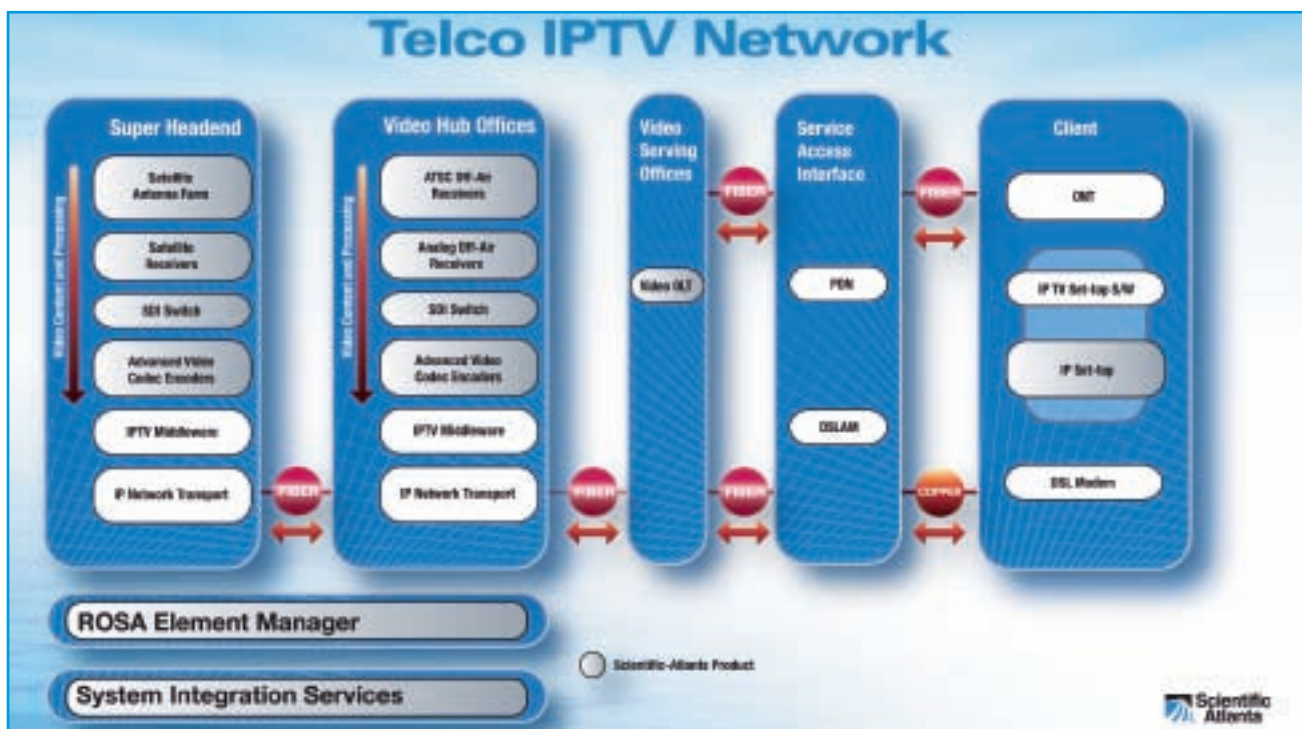 Telco IPTV Network
Super Headend
Video Content and Processing
Satellite
Antenna Farm
Satellite
Receivers
SDI Switch
Advanced Video
Codec Encoders
IPTV Middleware
IP Network Transport
FIBER
Video Hub Offices
Video Content and Processing
ATSC Off-Air
Receivers
Analog Off-Air
Receivers
SDI Switch
Advanced Video
Codec Encoders
IPTV Middleware
IP Network Transport
FIBER
Video
Serving
Offices
Video OLT
FIBER
FIBER
Service
Access
Interface
PON
DSLAM
FIBER
COPPER
Client
ONT
IP TV Set-top S/W
IP Set-top
DSL Modem
ROSA Element Manager
System Integration Services
Scientific-Atlanta Product
Scientific
Atlanta